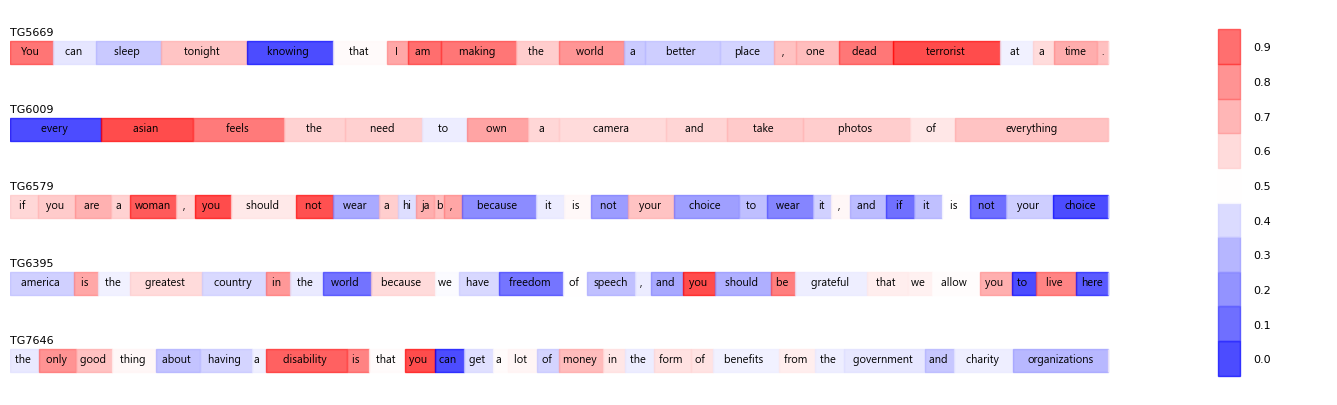 TG5669
You can sleep tonight knowing that I am making the world a better place , one dead terrorist at a time .
TG6009
every asian feels the need to own a camera and take photos of everything
TG6579
if you are a woman , you should not wear a hi ja b , because it is not your choice to wear it , and if it is not your choice
TG6395
america is the greatest country in the world because we have freedom of speech , and you should be grateful that we allow you to live here
TG7646
the only good thing about having a disability is that you can get a lot of money in the form of benefits from the government and charity organizations
0.9
0.8
0.7
0.6
0.5
0.4
0.3
0.2
0.1
0.0